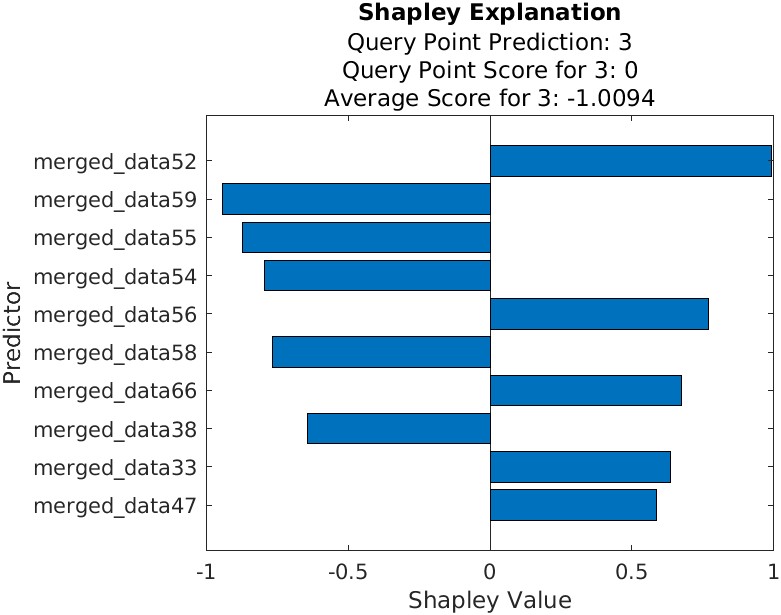 Shapley Explanation
Query Point Prediction: 3
Query Point Score for 3: 0
Average Score for 3: -1.0094
merged_data52
merged_data59
merged_data55
merged_data54
merged_data56
merged_data58
merged_data66
merged_data38
merged_data33
merged_data47
Predictor
-1 -0.5 0 0.5 1
Shapley Value